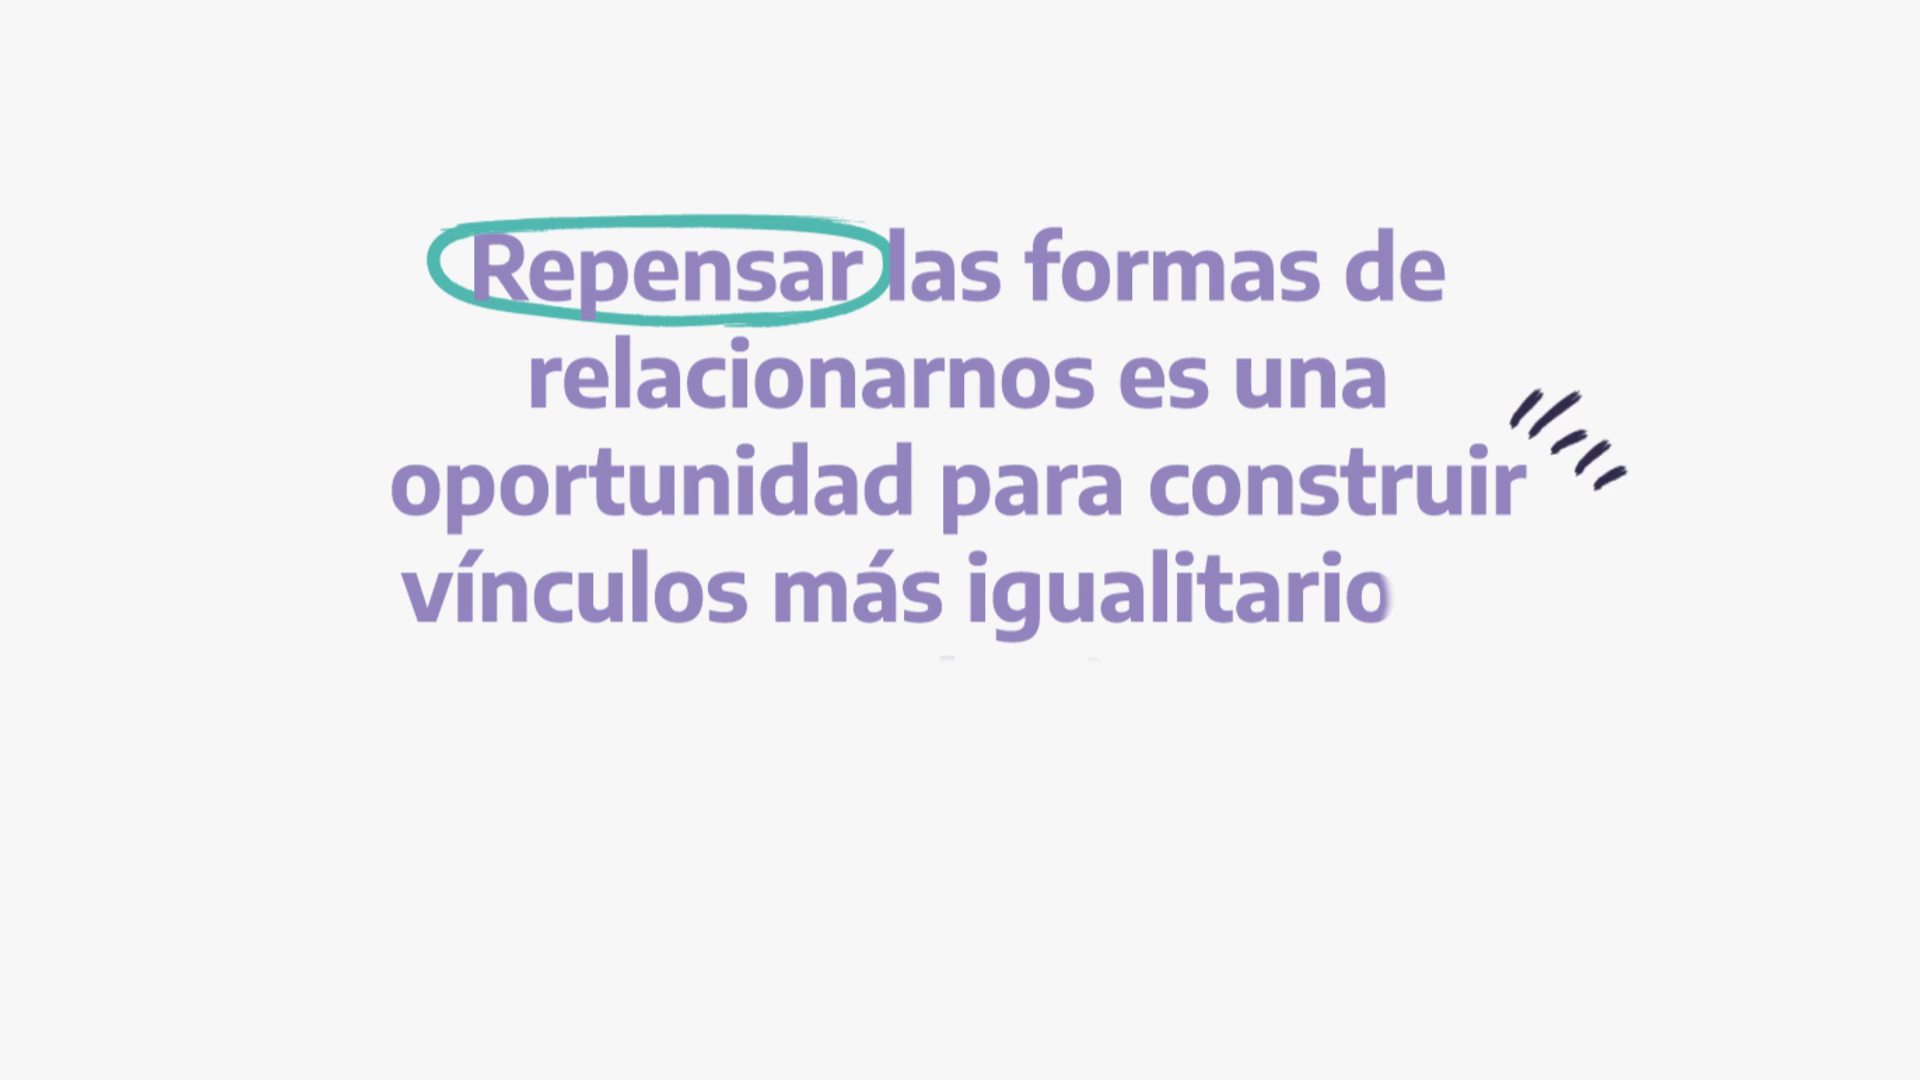 Repensar las formas de
relacionarnos es una
oportunidad para construir
vínculos más igualitario